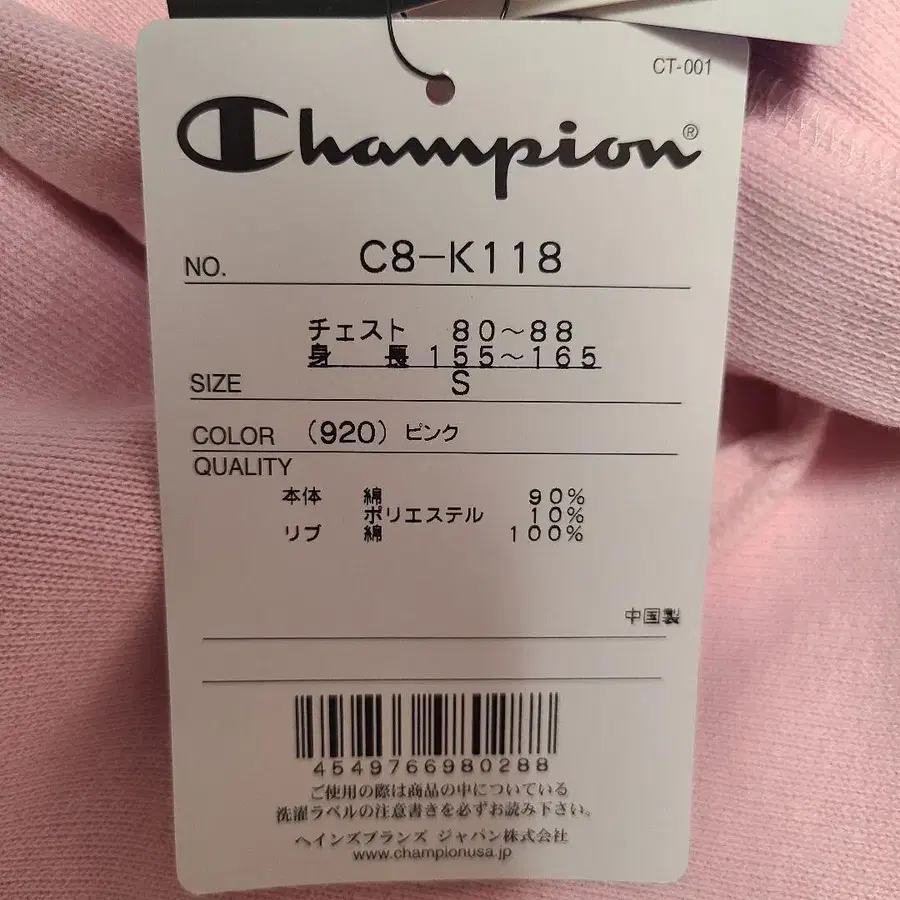 CT-001
Champion®
NO. C8-K118
チェスト 80～88
身 長 155～165
SIZE S
COLOR (920) ピンク
QUALITY
本体 綿 90%
ポリエステル 10%
リブ 綿 100%
中国製
4549766980288
ご使用の際は商品の中についている
洗濯ラベルの注意書きを必ずお読み下さい。
ヘインズブランズ ジャパン株式会社
www.championusa.jp